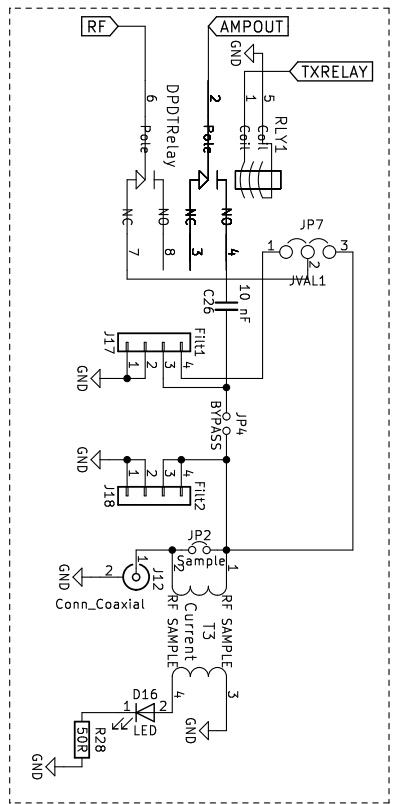 RF
AMPOUT
GND
TXRELAY
6
2
1
5
Pole
Pole
Coil
Coil
DPDTRelay
RLY1
NC
NO
NC
NO
7
8
3
4
JP7
1
2
3
JVAL1
10 nF
C26
Filt1
J17
1
2
3
4
GND
JP4
BYPASS
GND
1
2
3
4
J18
Filt2
JP2
Sample
1
2
GND
J12
Conn_Coaxial
2
1
RF SAMPLE
Current
T3
RF SAMPLE
4
3
D16
1
2
LED
GND
R28
50R
GND